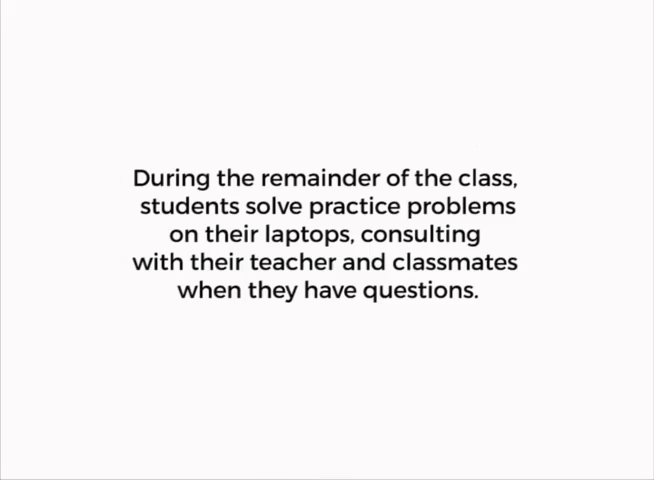 During the remainder of the class,
students solve practice problems
on their laptops, consulting
with their teacher and classmates
when they have questions.